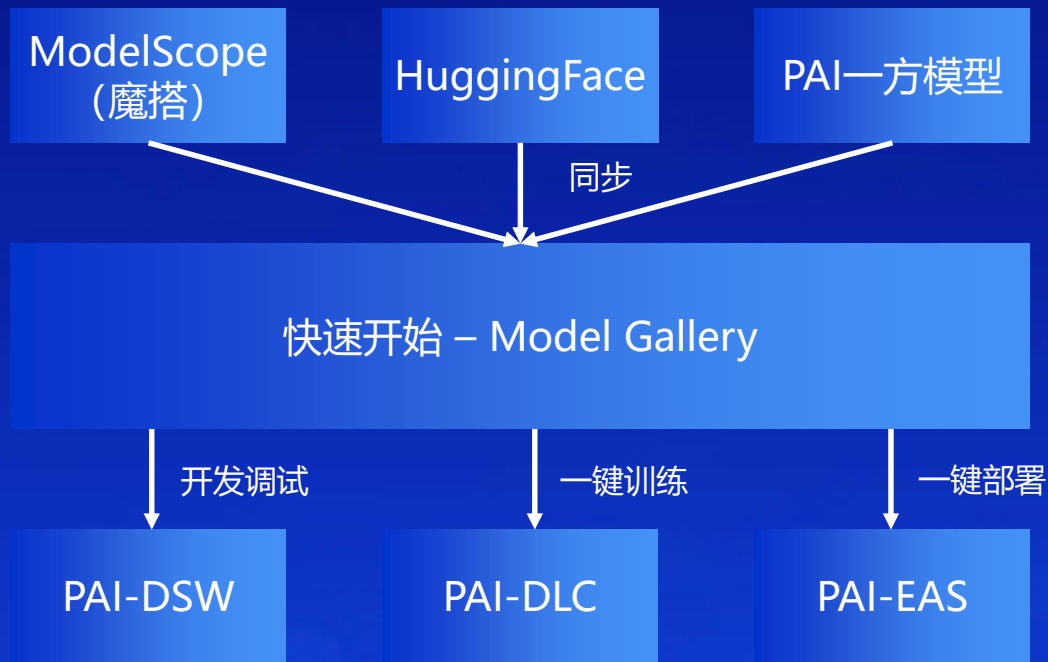 ModelScope
（魔搭）
HuggingFace
PAI一方模型
同步
快速开始 – Model Gallery
开发调试
一键训练
一键部署
PAI-DSW
PAI-DLC
PAI-EAS